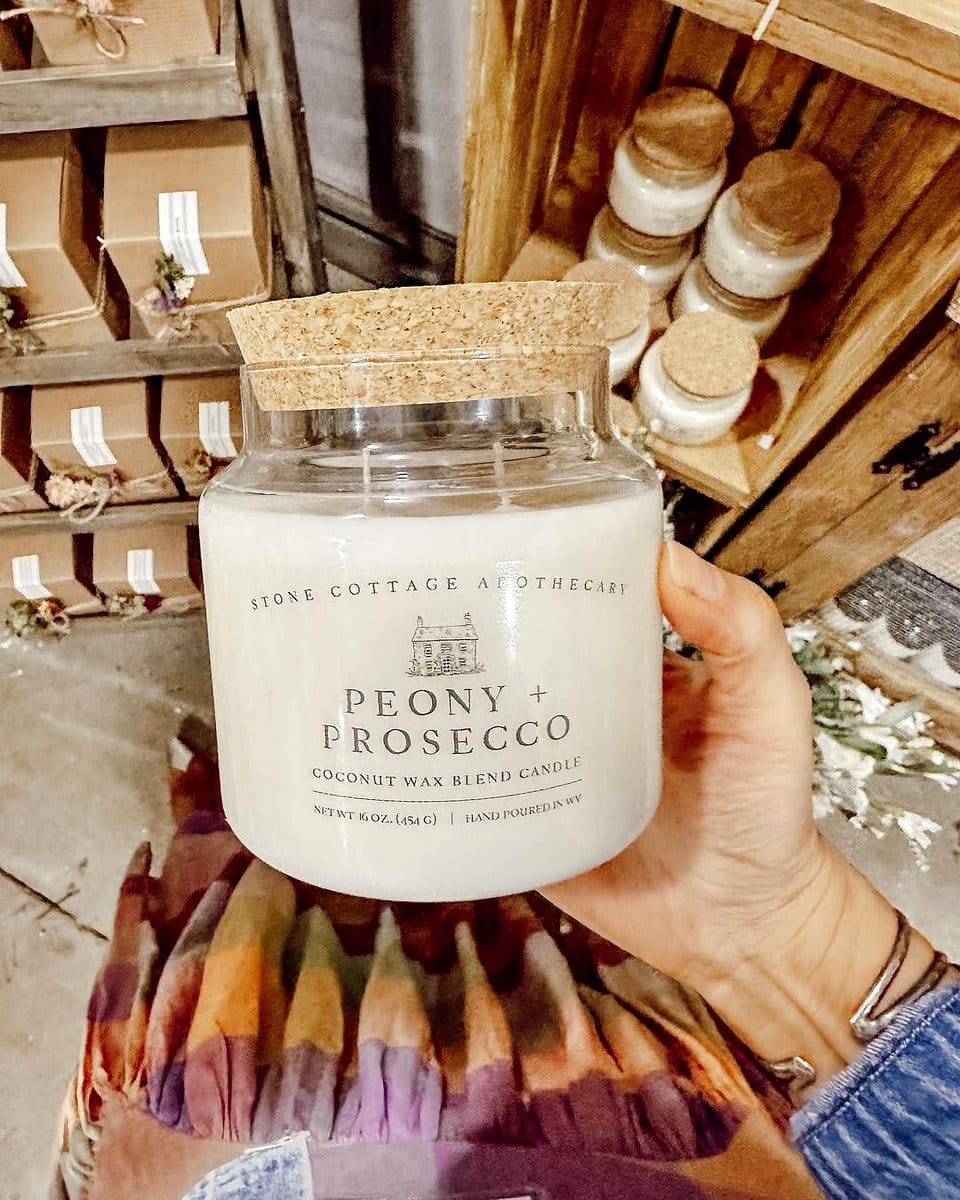 STONE COTTAGE APOTHECARY
PEONY +
PROSECCO
COCONUT WAX BLEND CANDLE
NET WT 16 OZ. (454 G) | HAND POURED IN WV